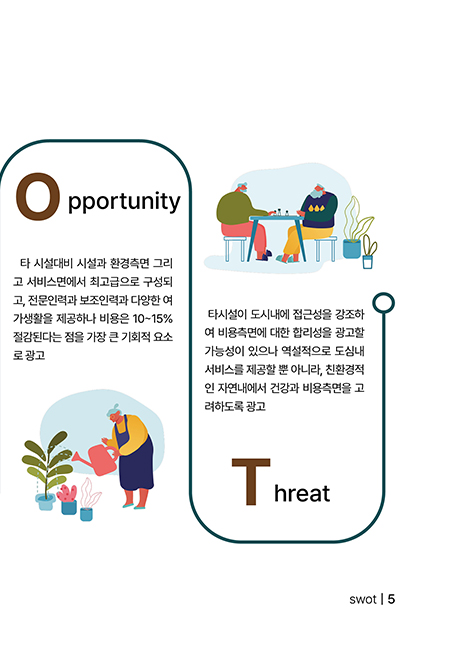 Opportunity
타 시설대비 시설과 환경측면 그리
고 서비스면에서 최고급으로 구성되
고, 전문인력과 보조인력과 다양한 여
가생활을 제공하나 비용은 10~15%
절감된다는 점을 가장 큰 기회적 요소
로 광고
타시설이 도시내에 접근성을 강조하
여 비용측면에 대한 합리성을 광고할
가능성이 있으나 역설적으로 도심내
서비스를 제공할 뿐 아니라, 친환경적
인 자연내에서 건강과 비용측면을 고
려하도록 광고
Threat
swot | 5